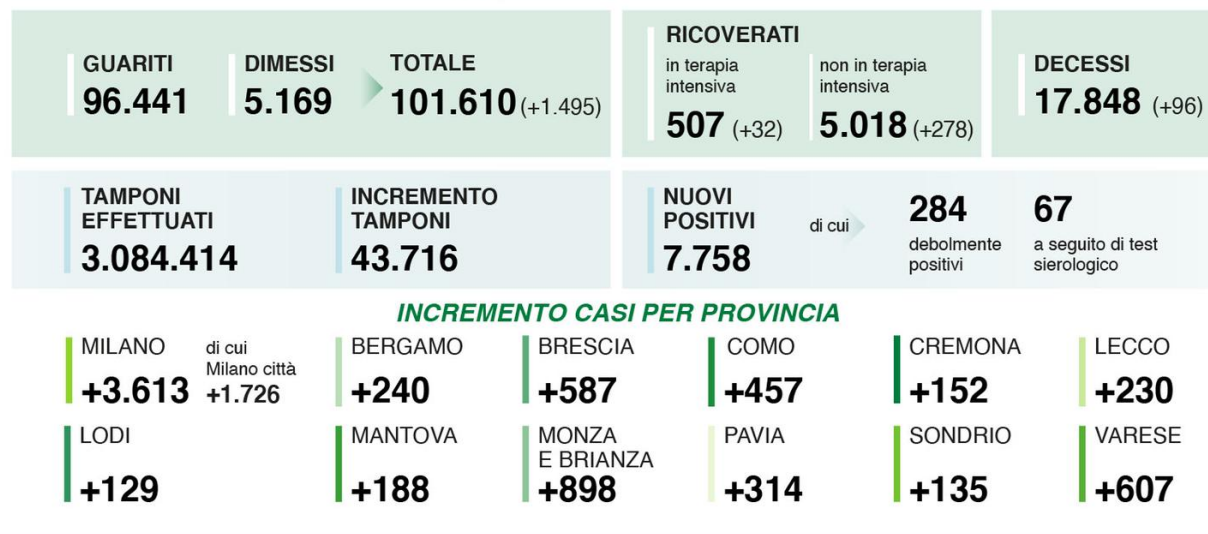 GUARITI
96.441
DIMESSI
5.169
TOTALE
101.610 (+1.495)
RICOVERATI
in terapia
intensiva
507 (+32)
non in terapia
intensiva
5.018 (+278)
DECESSI
17.848 (+96)
TAMPONI
EFFETTUATI
3.084.414
INCREMENTO
TAMPONI
43.716
NUOVI
POSITIVI
7.758
di cui
284
debolmente
positivi
67
a seguito di test
sierologico
INCREMENTO CASI PER PROVINCIA
MILANO
+3.613
di cui
Milano città
+1.726
BERGAMO
+240
BRESCIA
+587
COMO
+457
CREMONA
+152
LECCO
+230
LODI
+129
MANTOVA
+188
MONZA
E BRIANZA
+898
PAVIA
+314
SONDRIO
+135
VARESE
+607